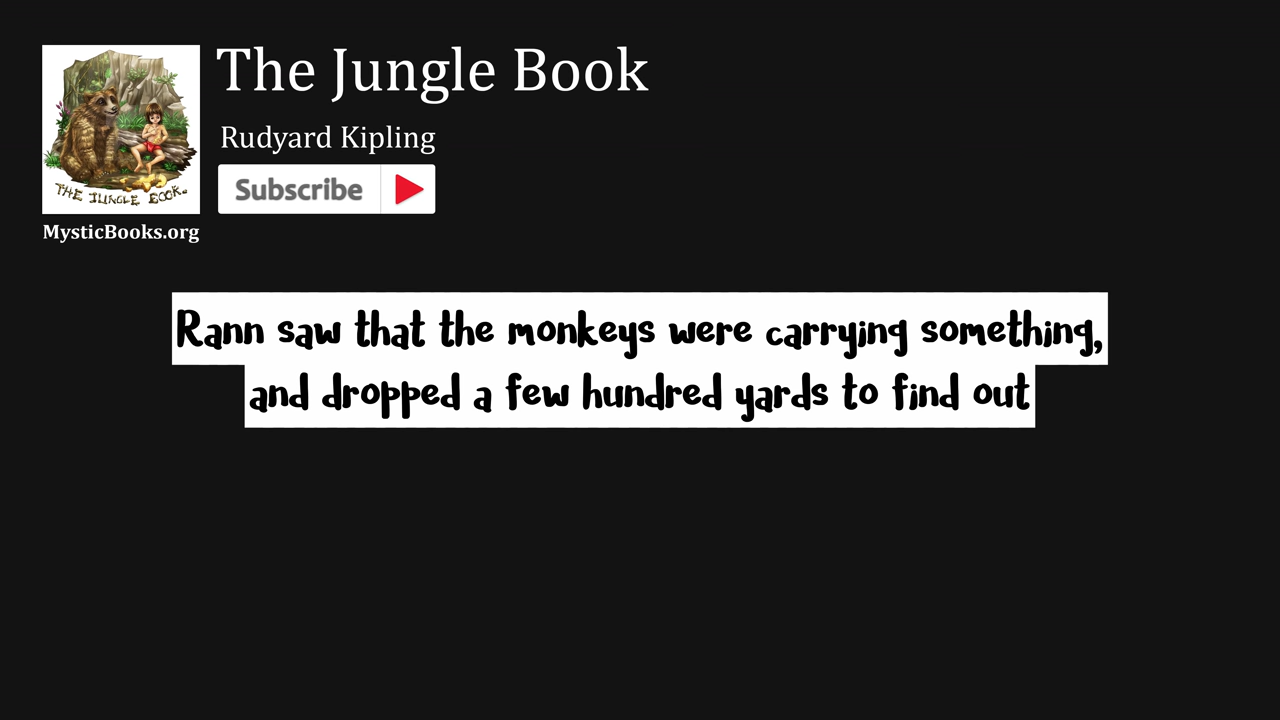 The Jungle Book
Rudyard Kipling
Subscribe
THE JUNGLE BOOK.
MysticBooks.org
Rann saw that the monkeys were carrying something,
and dropped a few hundred yards to find out